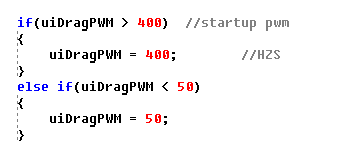 if(uiDragPWM > 400)  //startup pwm
{
    uiDragPWM = 400;        //HZS
}
else if(uiDragPWM < 50)
{
    uiDragPWM = 50;
}